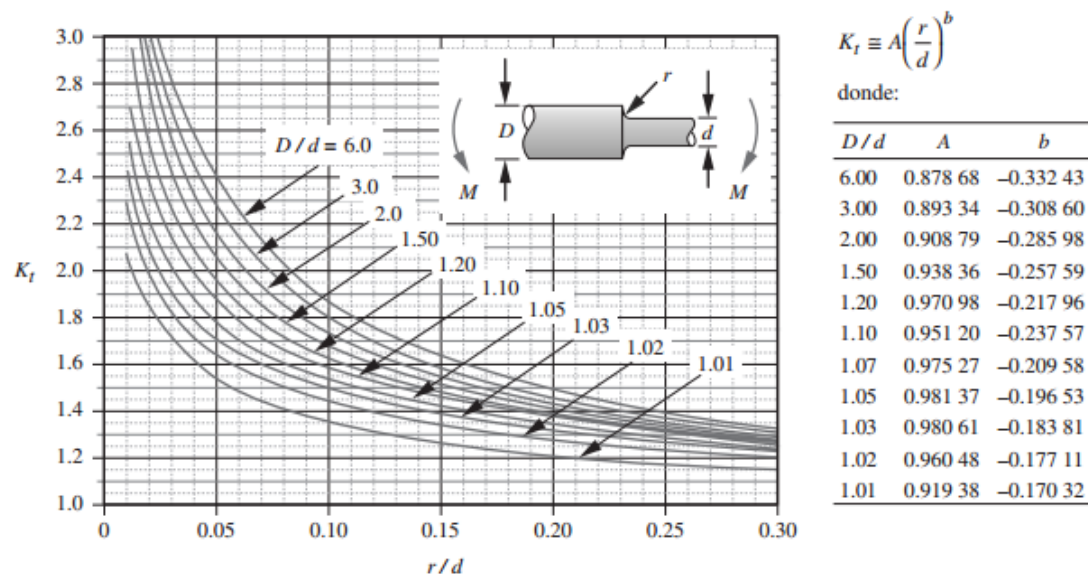 3.0
2.8
2.6
2.4
2.2
2.0
1.8
1.6
1.4
1.2
1.0
K_t
0
0.05
0.10
0.15
0.20
0.25
0.30
r / d
D / d = 6.0
3.0
2.0
1.50
1.20
1.10
1.05
1.03
1.02
1.01
r
D
d
M
M
K_t ≡ A(r/d)^b
donde:
D / d A b
6.00 0.878 68 –0.332 43
3.00 0.893 34 –0.308 60
2.00 0.908 79 –0.285 98
1.50 0.938 36 –0.257 59
1.20 0.970 98 –0.217 96
1.10 0.951 20 –0.237 57
1.07 0.975 27 –0.209 58
1.05 0.981 37 –0.196 53
1.03 0.980 61 –0.183 81
1.02 0.960 48 –0.177 11
1.01 0.919 38 –0.170 32